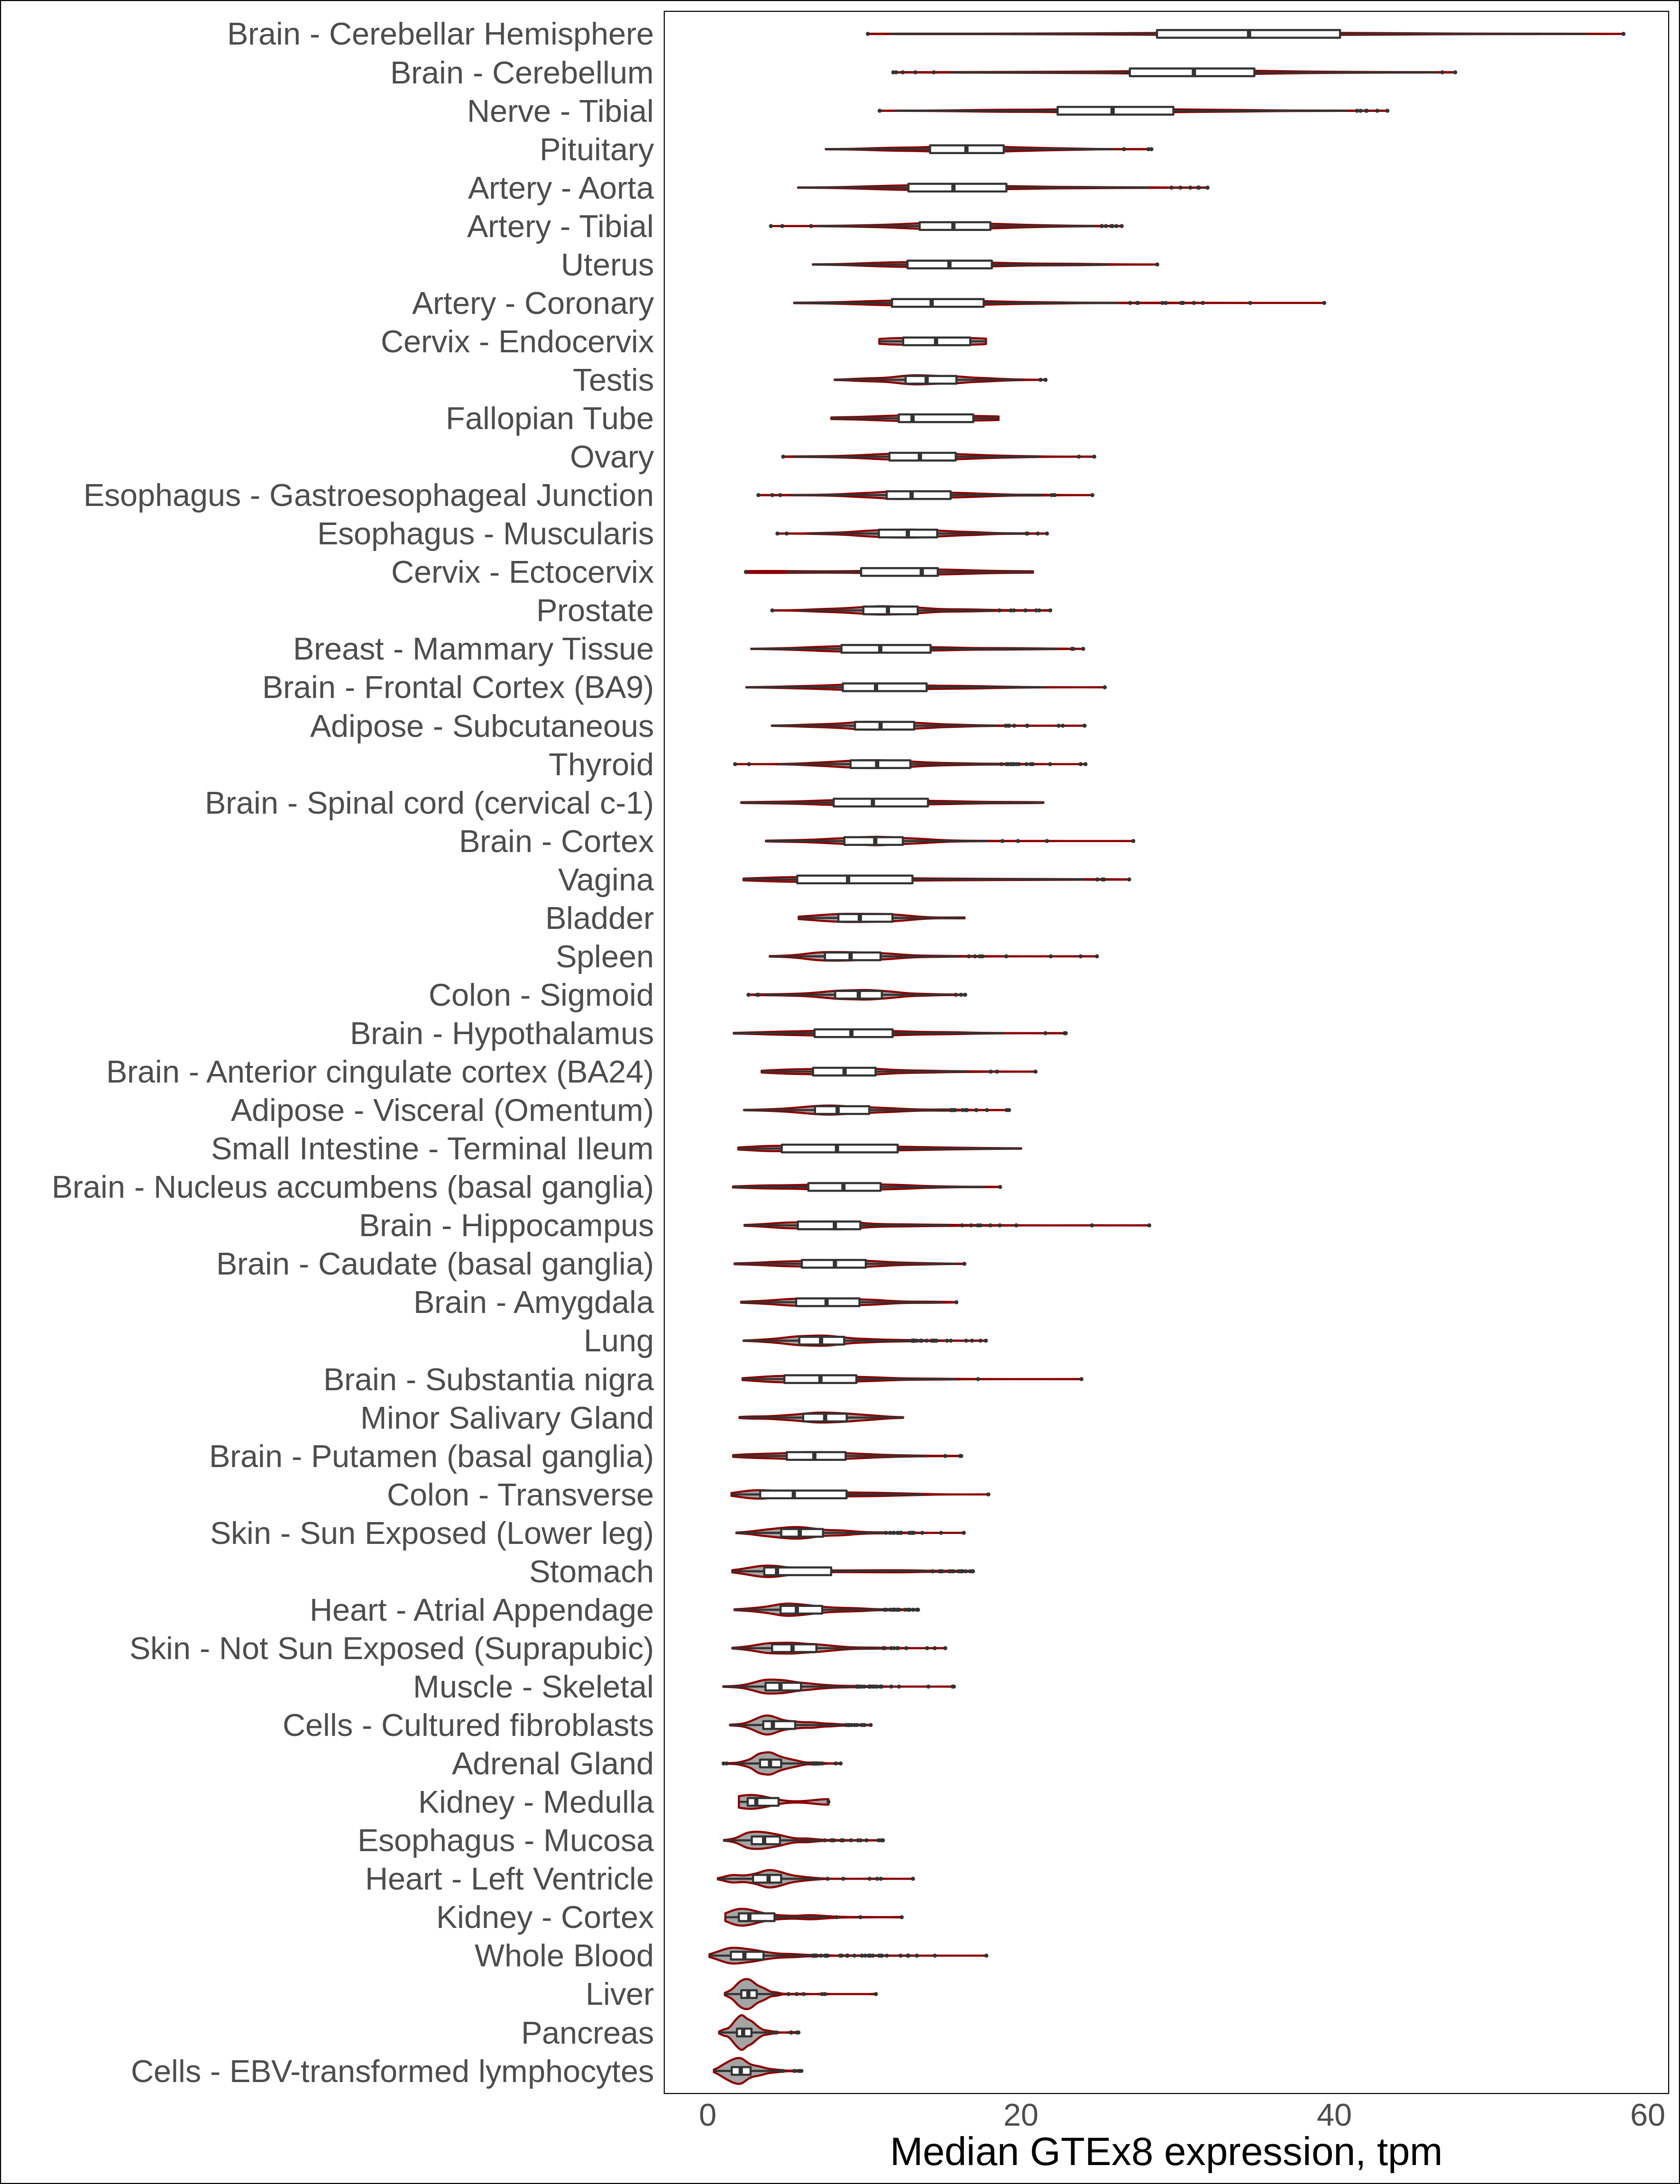 Brain - Cerebellar Hemisphere
Brain - Cerebellum
Nerve - Tibial
Pituitary
Artery - Aorta
Artery - Tibial
Uterus
Artery - Coronary
Cervix - Endocervix
Testis
Fallopian Tube
Ovary
Esophagus - Gastroesophageal Junction
Esophagus - Muscularis
Cervix - Ectocervix
Prostate
Breast - Mammary Tissue
Brain - Frontal Cortex (BA9)
Adipose - Subcutaneous
Thyroid
Brain - Spinal cord (cervical c-1)
Brain - Cortex
Vagina
Bladder
Spleen
Colon - Sigmoid
Brain - Hypothalamus
Brain - Anterior cingulate cortex (BA24)
Adipose - Visceral (Omentum)
Small Intestine - Terminal Ileum
Brain - Nucleus accumbens (basal ganglia)
Brain - Hippocampus
Brain - Caudate (basal ganglia)
Brain - Amygdala
Lung
Brain - Substantia nigra
Minor Salivary Gland
Brain - Putamen (basal ganglia)
Colon - Transverse
Skin - Sun Exposed (Lower leg)
Stomach
Heart - Atrial Appendage
Skin - Not Sun Exposed (Suprapubic)
Muscle - Skeletal
Cells - Cultured fibroblasts
Adrenal Gland
Kidney - Medulla
Esophagus - Mucosa
Heart - Left Ventricle
Kidney - Cortex
Whole Blood
Liver
Pancreas
Cells - EBV-transformed lymphocytes
0 20 40 60
Median GTEx8 expression, tpm